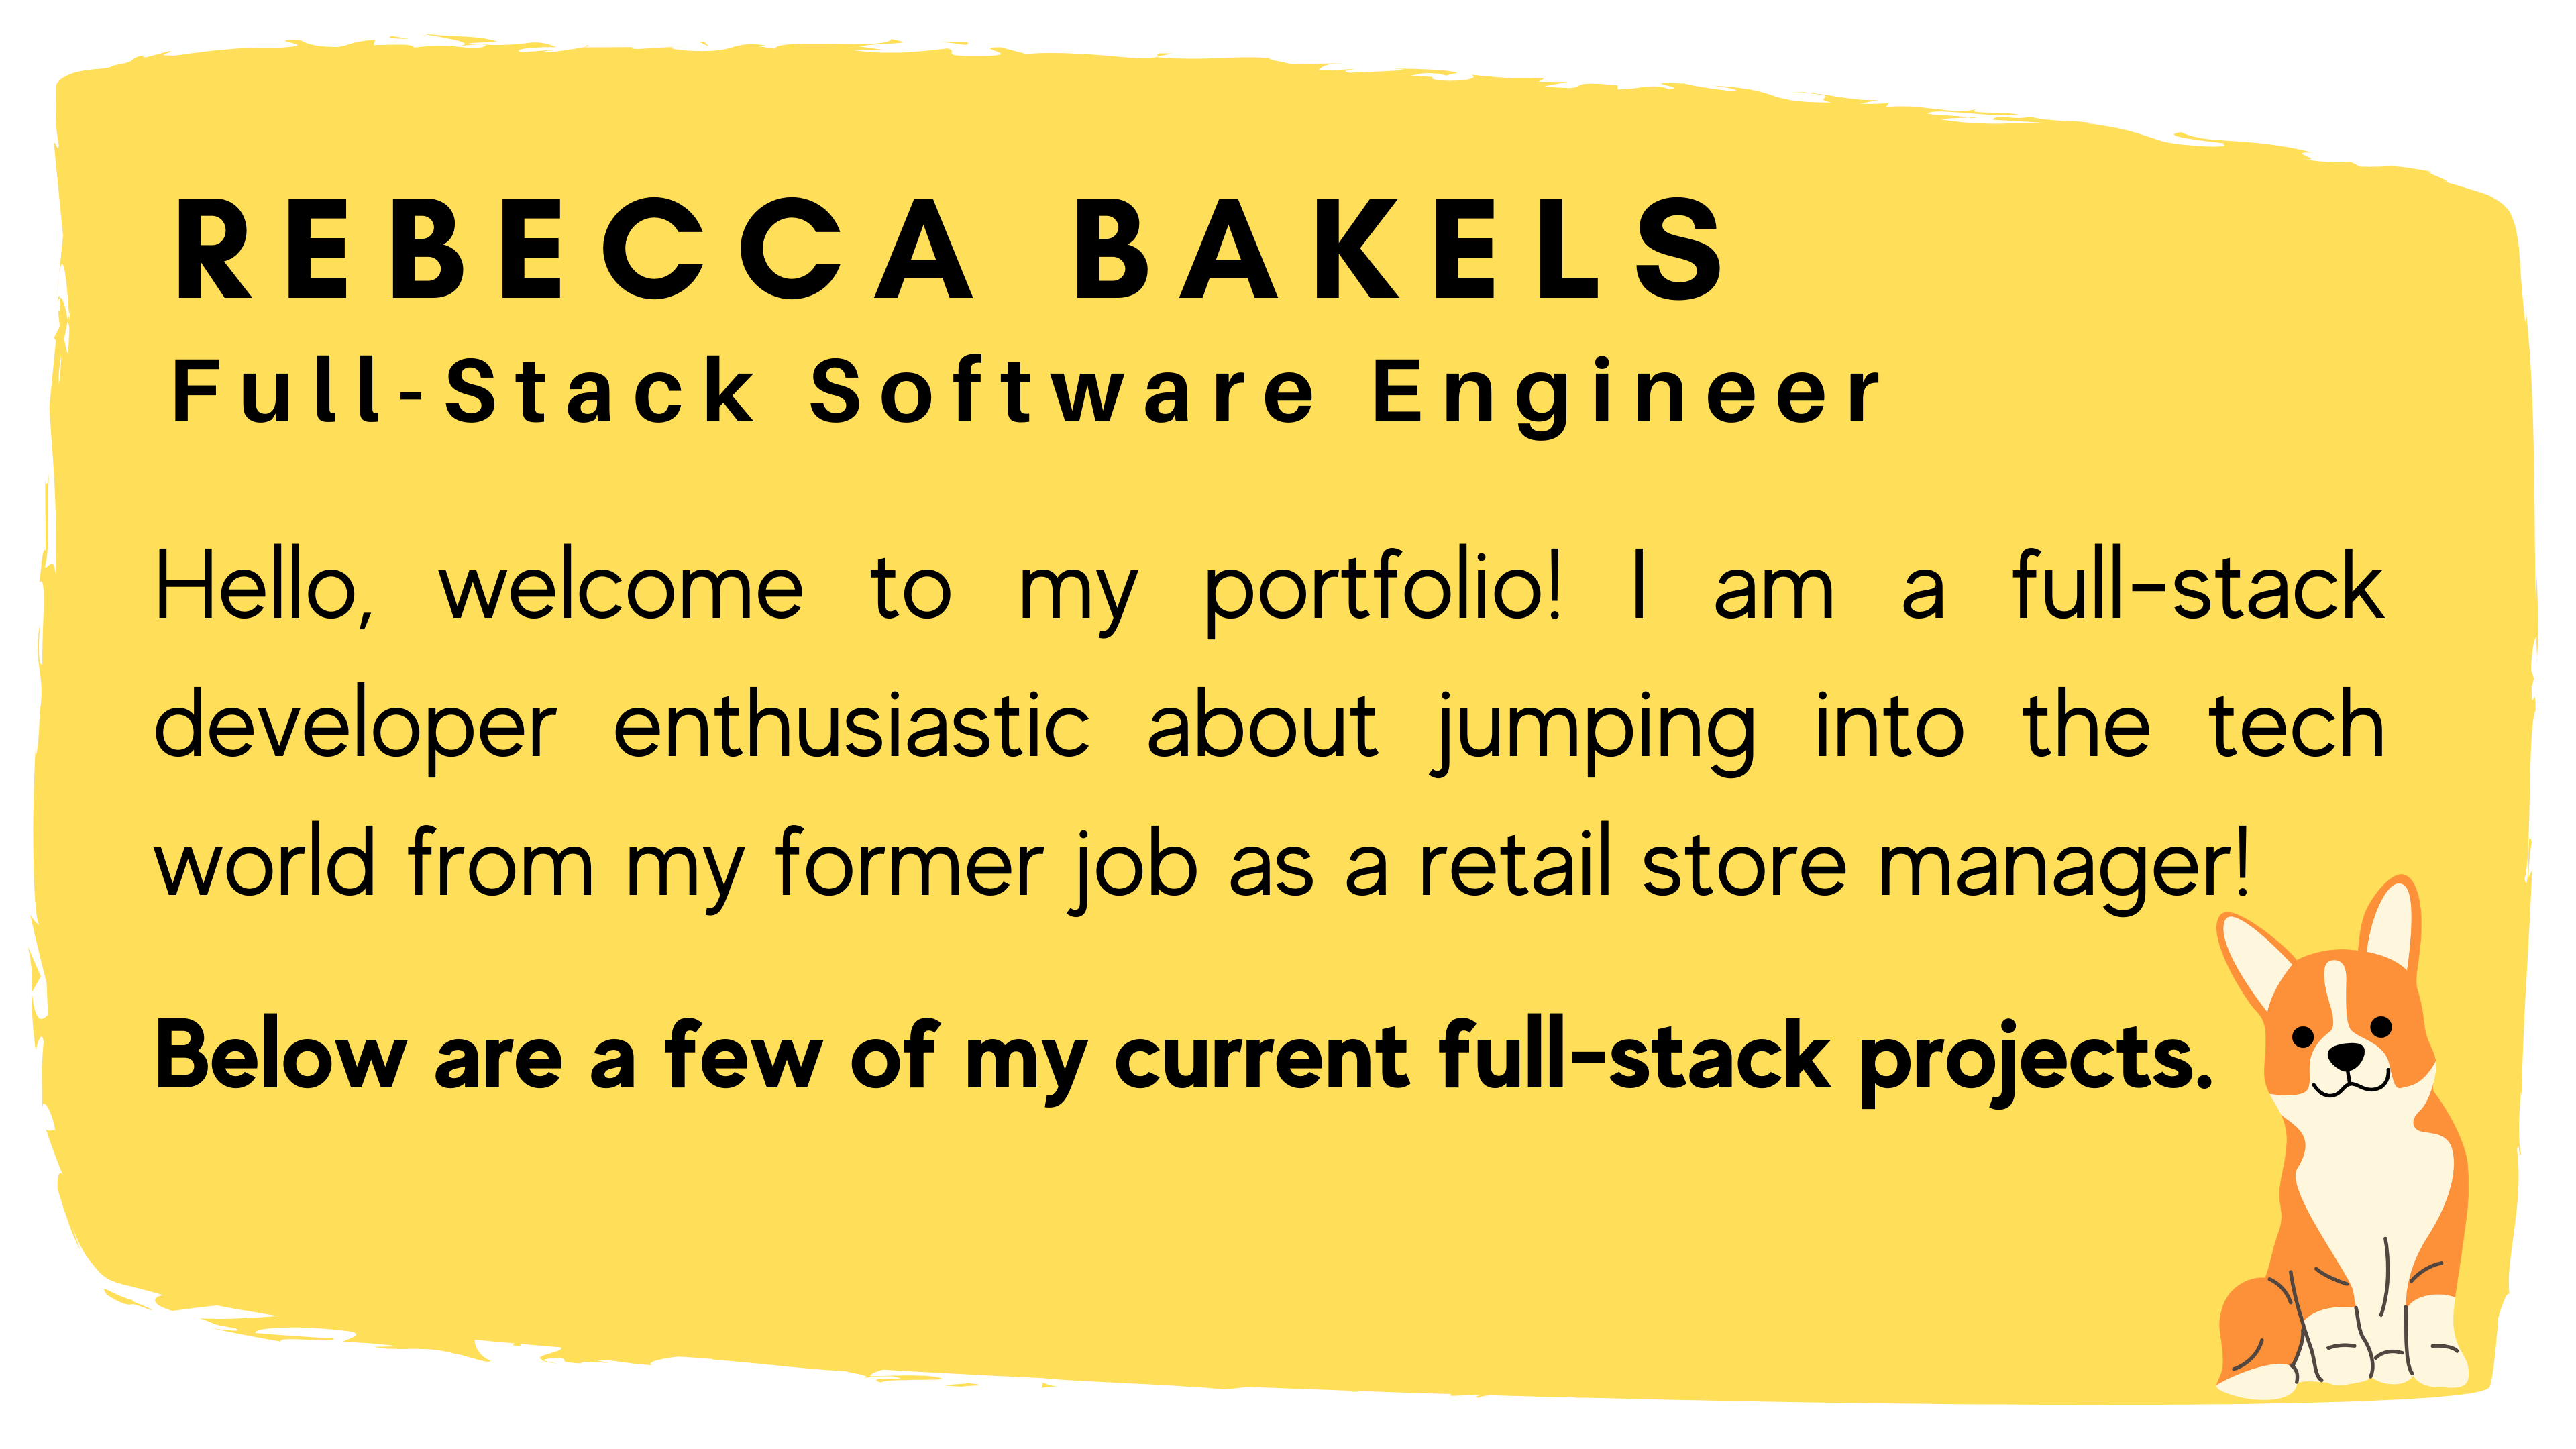 REBECCA BAKELS
Full-Stack Software Engineer
Hello, welcome to my portfolio! I am a full-stack
developer enthusiastic about jumping into the tech
world from my former job as a retail store manager!
Below are a few of my current full-stack projects.